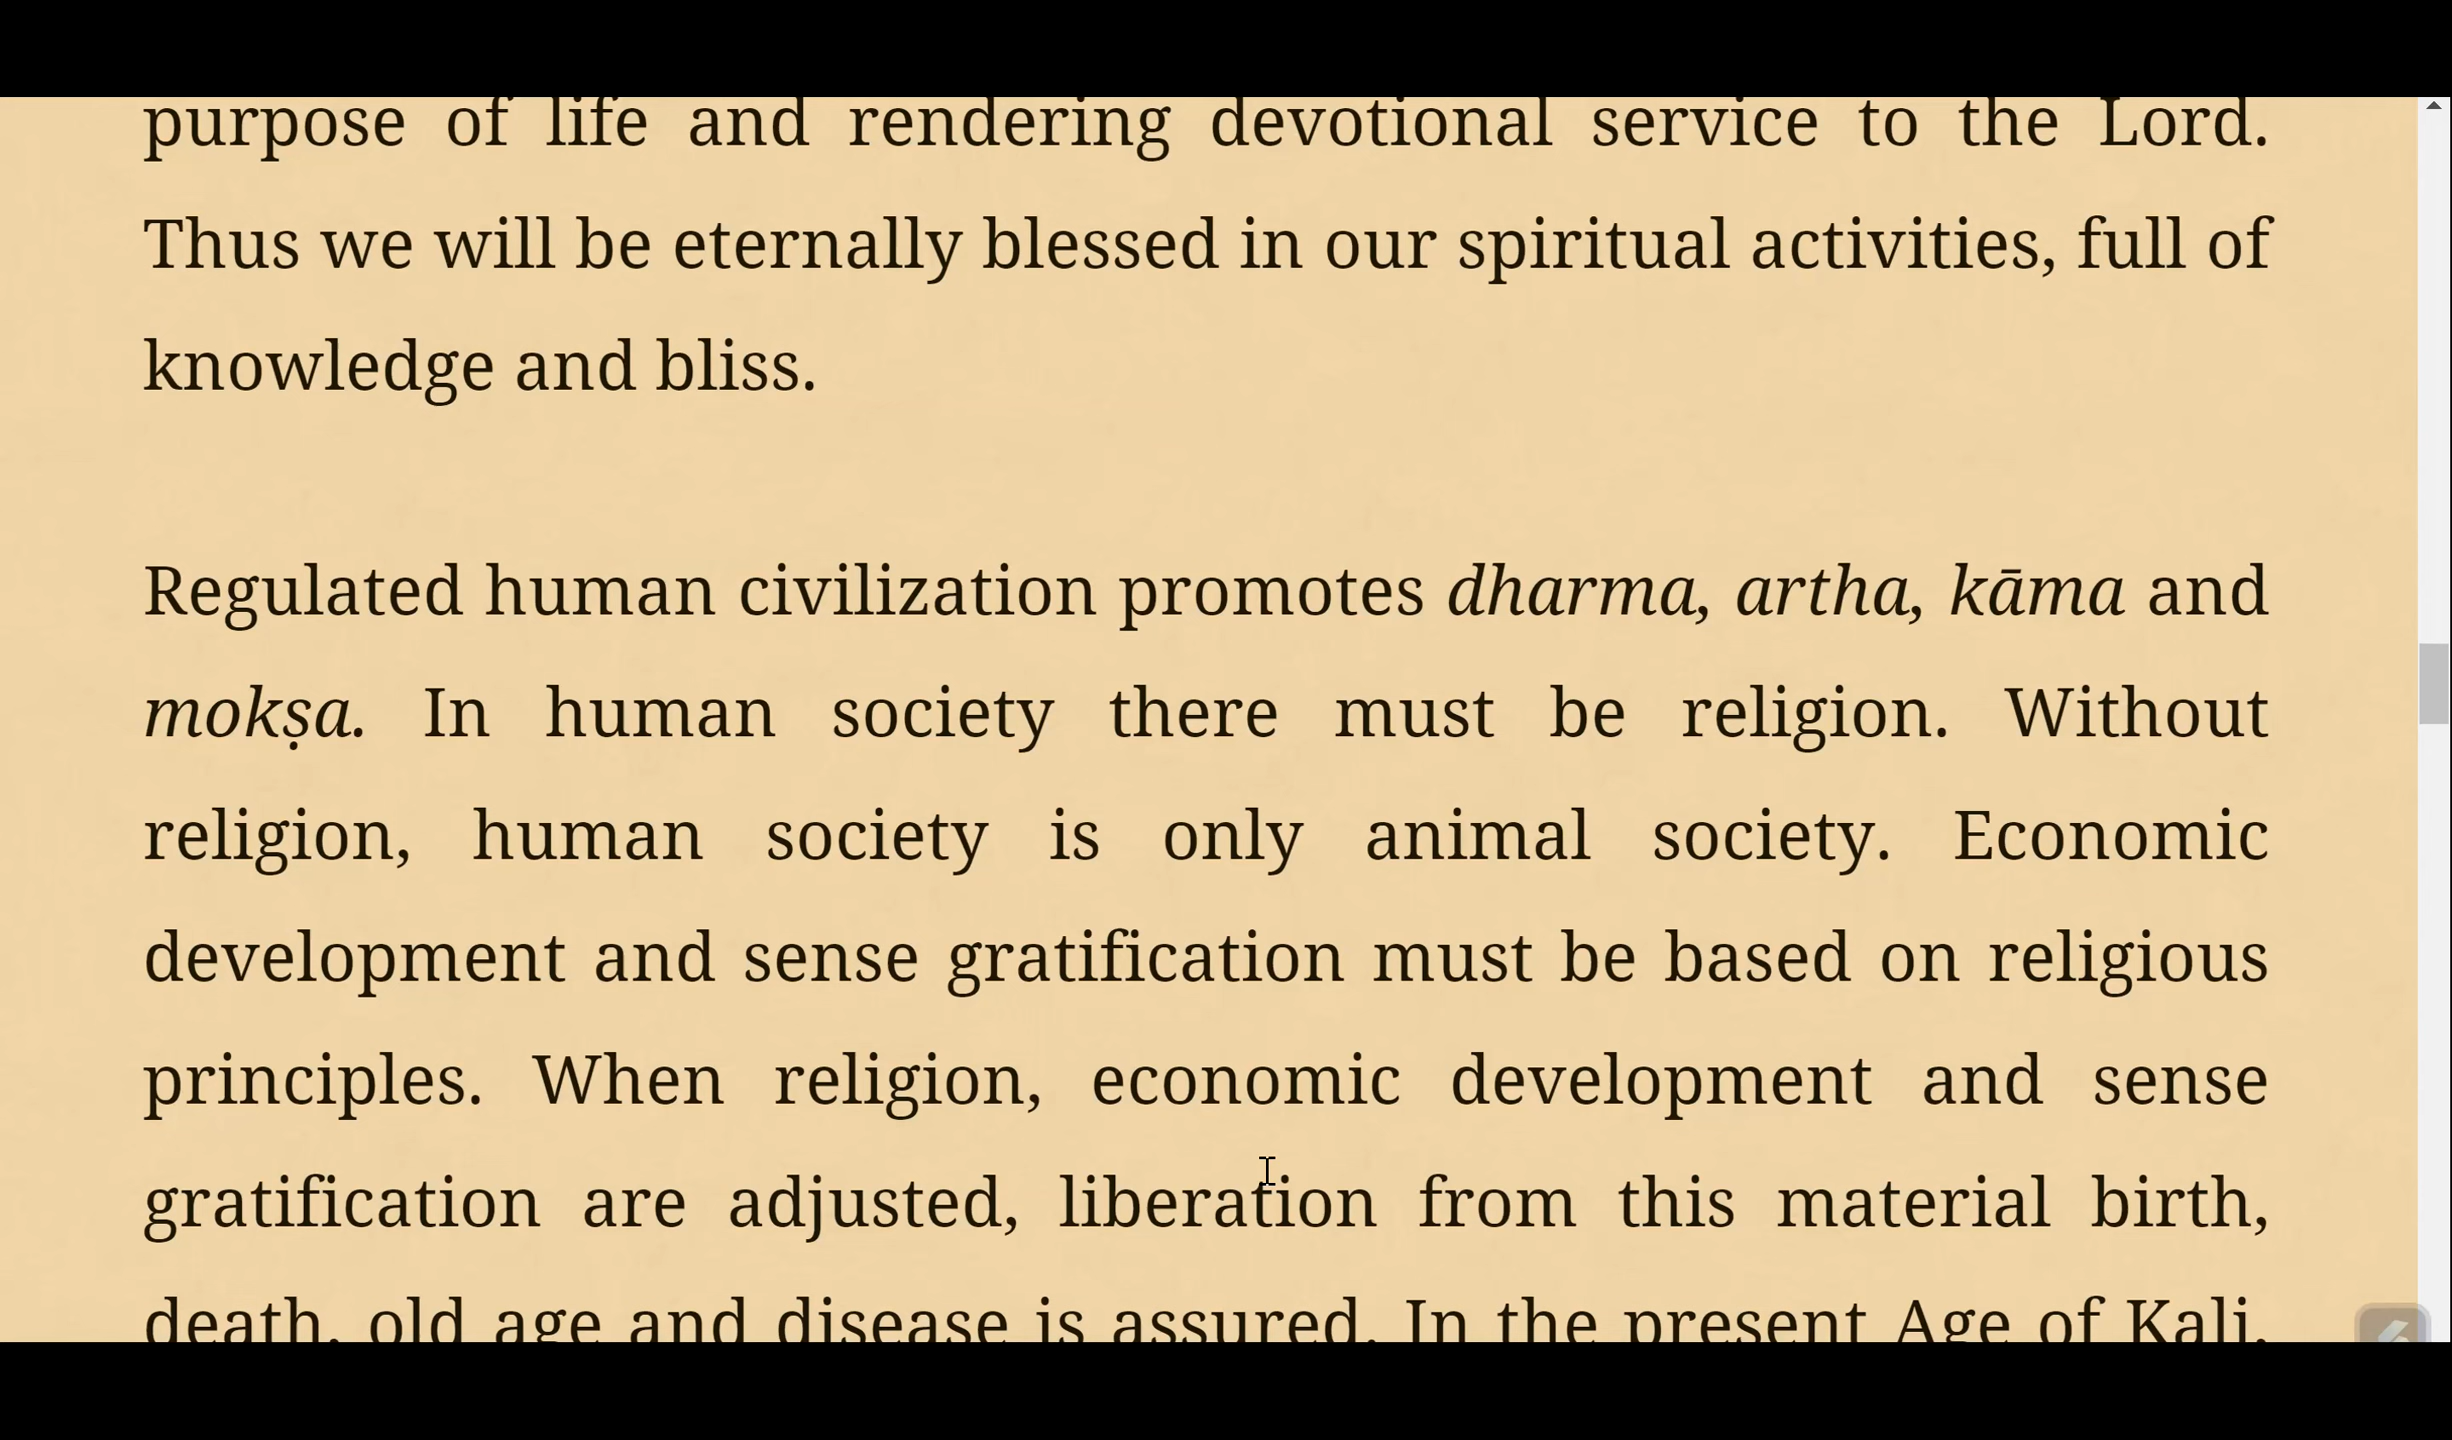 purpose of life and rendering devotional service to the Lord.
Thus we will be eternally blessed in our spiritual activities, full of
knowledge and bliss.
Regulated human civilization promotes dharma, artha, kāma and
mokṣa. In human society there must be religion. Without
religion, human society is only animal society. Economic
development and sense gratification must be based on religious
principles. When religion, economic development and sense
gratification are adjusted, liberation from this material birth,
death, old age and disease is assured. In the present Age of Kali,